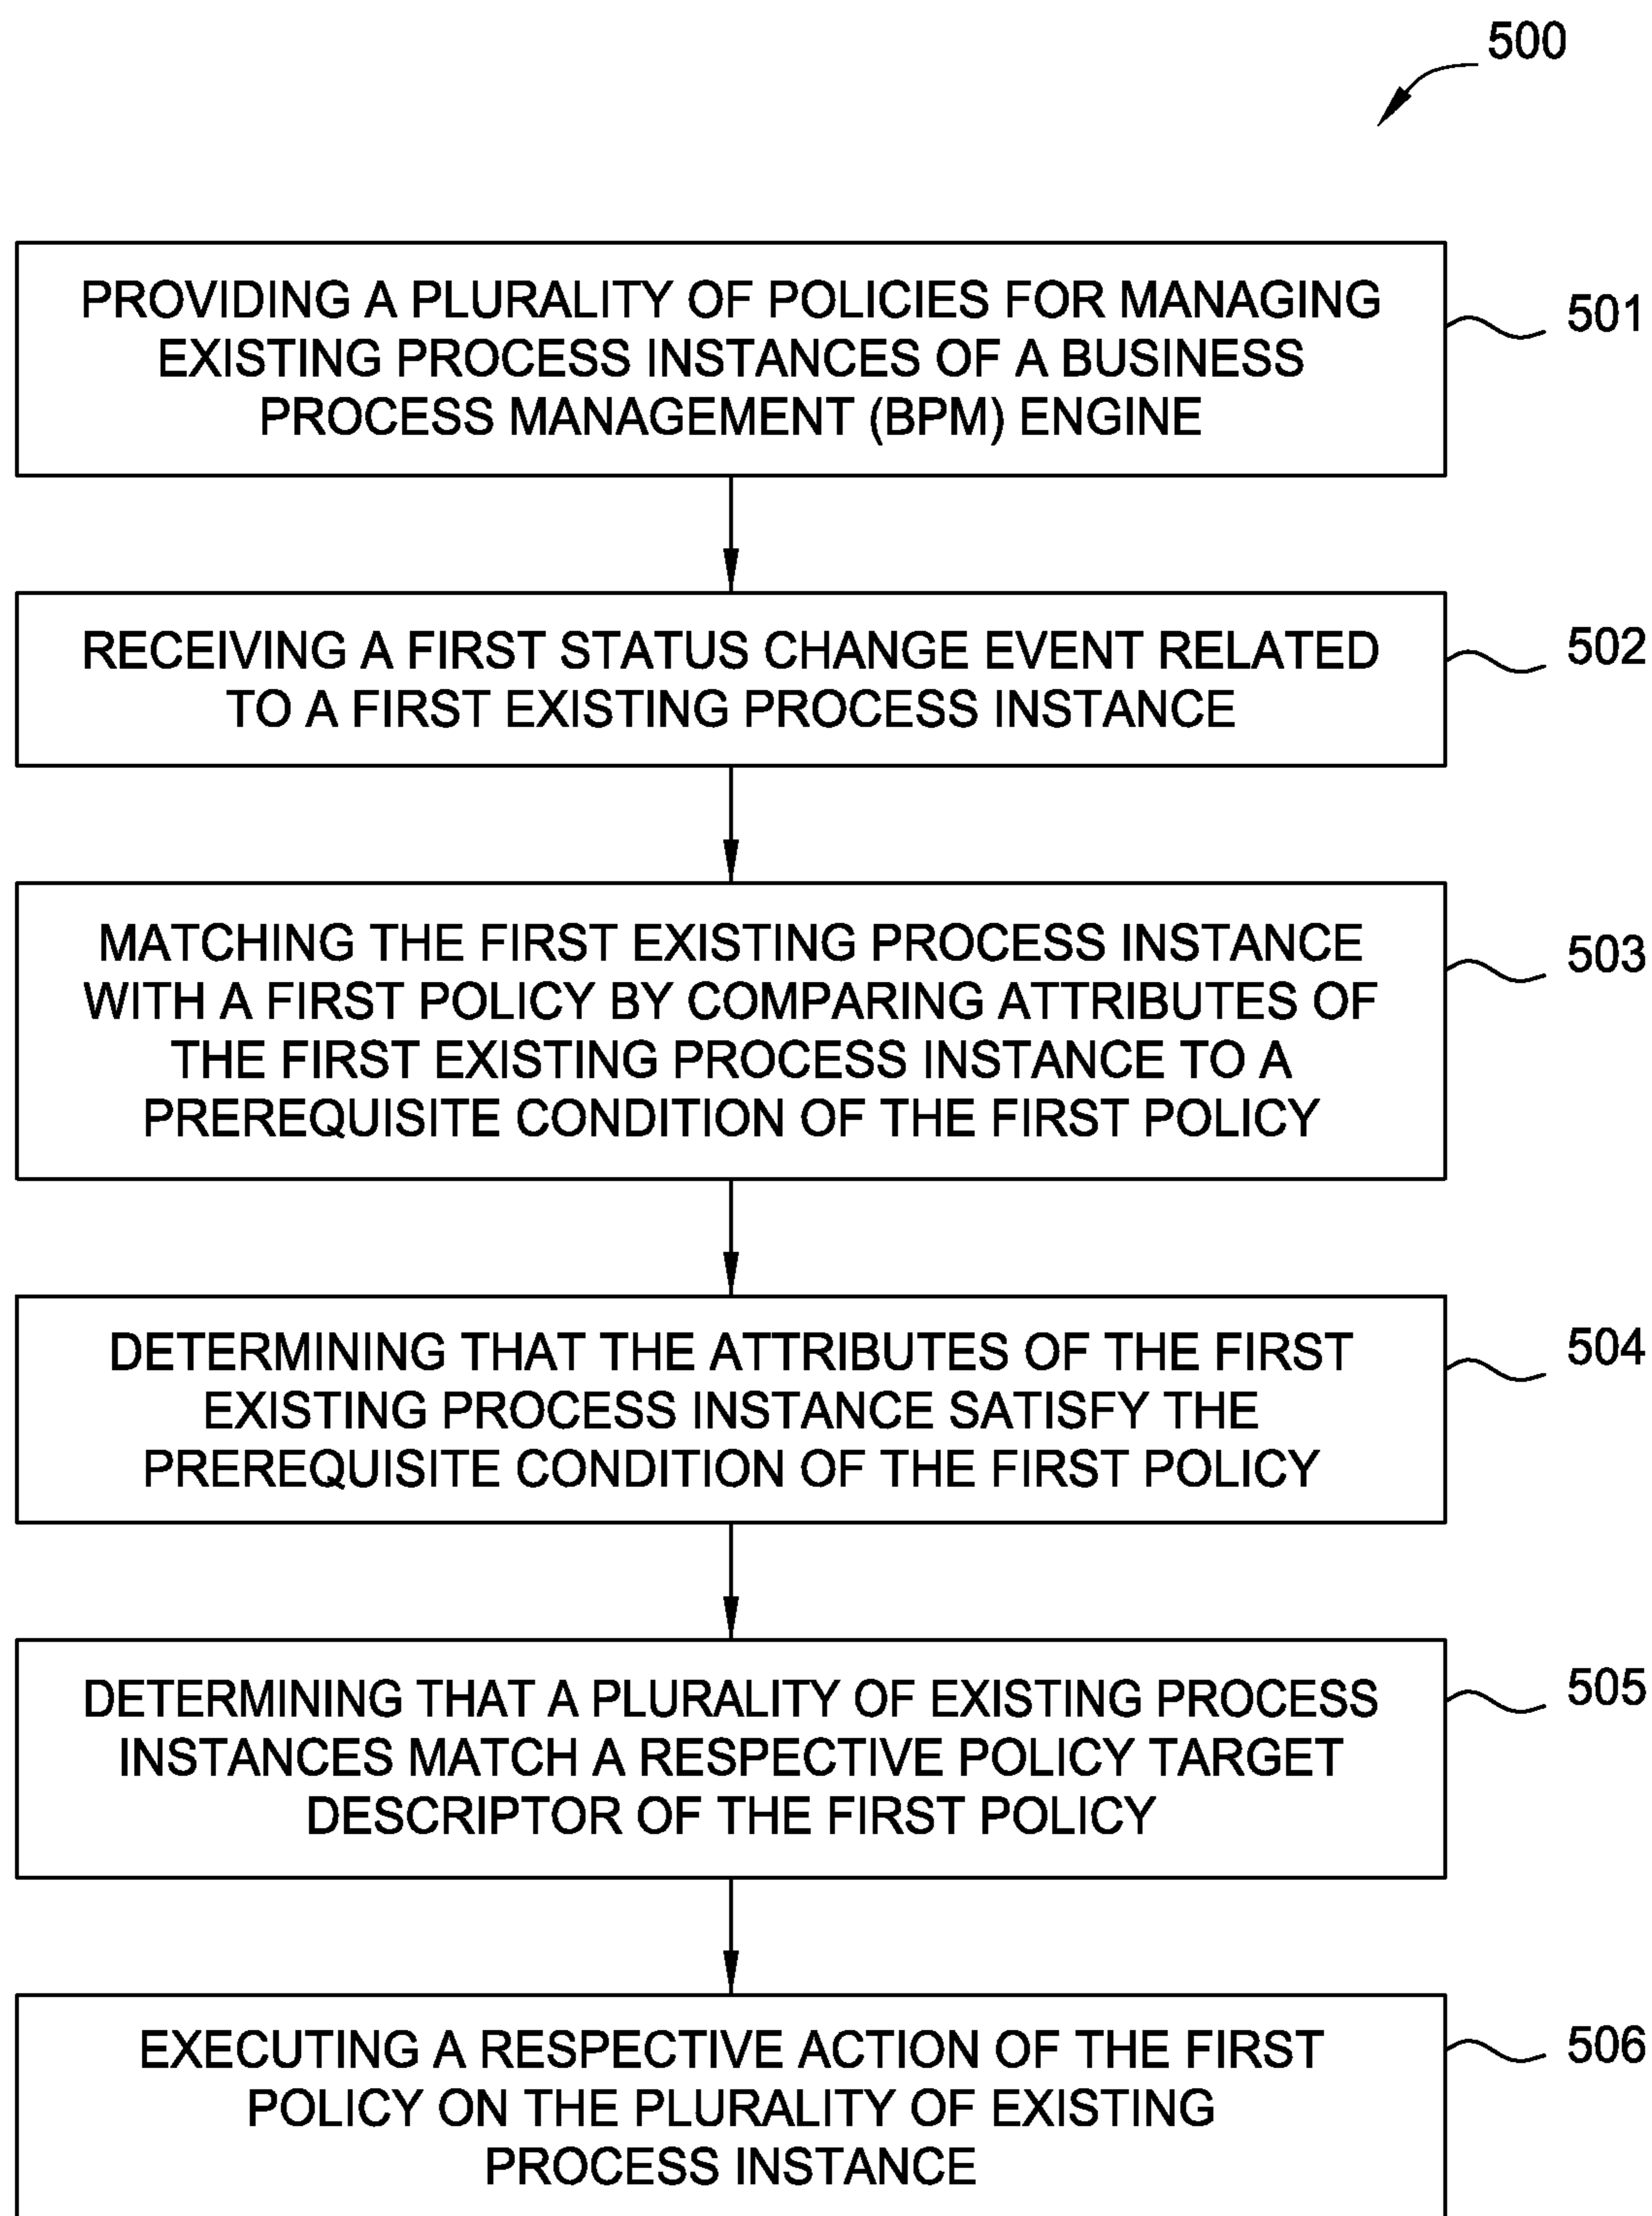 500
PROVIDING A PLURALITY OF POLICIES FOR MANAGING
EXISTING PROCESS INSTANCES OF A BUSINESS
PROCESS MANAGEMENT (BPM) ENGINE
501
RECEIVING A FIRST STATUS CHANGE EVENT RELATED
TO A FIRST EXISTING PROCESS INSTANCE
502
MATCHING THE FIRST EXISTING PROCESS INSTANCE
WITH A FIRST POLICY BY COMPARING ATTRIBUTES OF
THE FIRST EXISTING PROCESS INSTANCE TO A
PREREQUISITE CONDITION OF THE FIRST POLICY
503
DETERMINING THAT THE ATTRIBUTES OF THE FIRST
EXISTING PROCESS INSTANCE SATISFY THE
PREREQUISITE CONDITION OF THE FIRST POLICY
504
DETERMINING THAT A PLURALITY OF EXISTING PROCESS
INSTANCES MATCH A RESPECTIVE POLICY TARGET
DESCRIPTOR OF THE FIRST POLICY
505
EXECUTING A RESPECTIVE ACTION OF THE FIRST
POLICY ON THE PLURALITY OF EXISTING
PROCESS INSTANCE
506